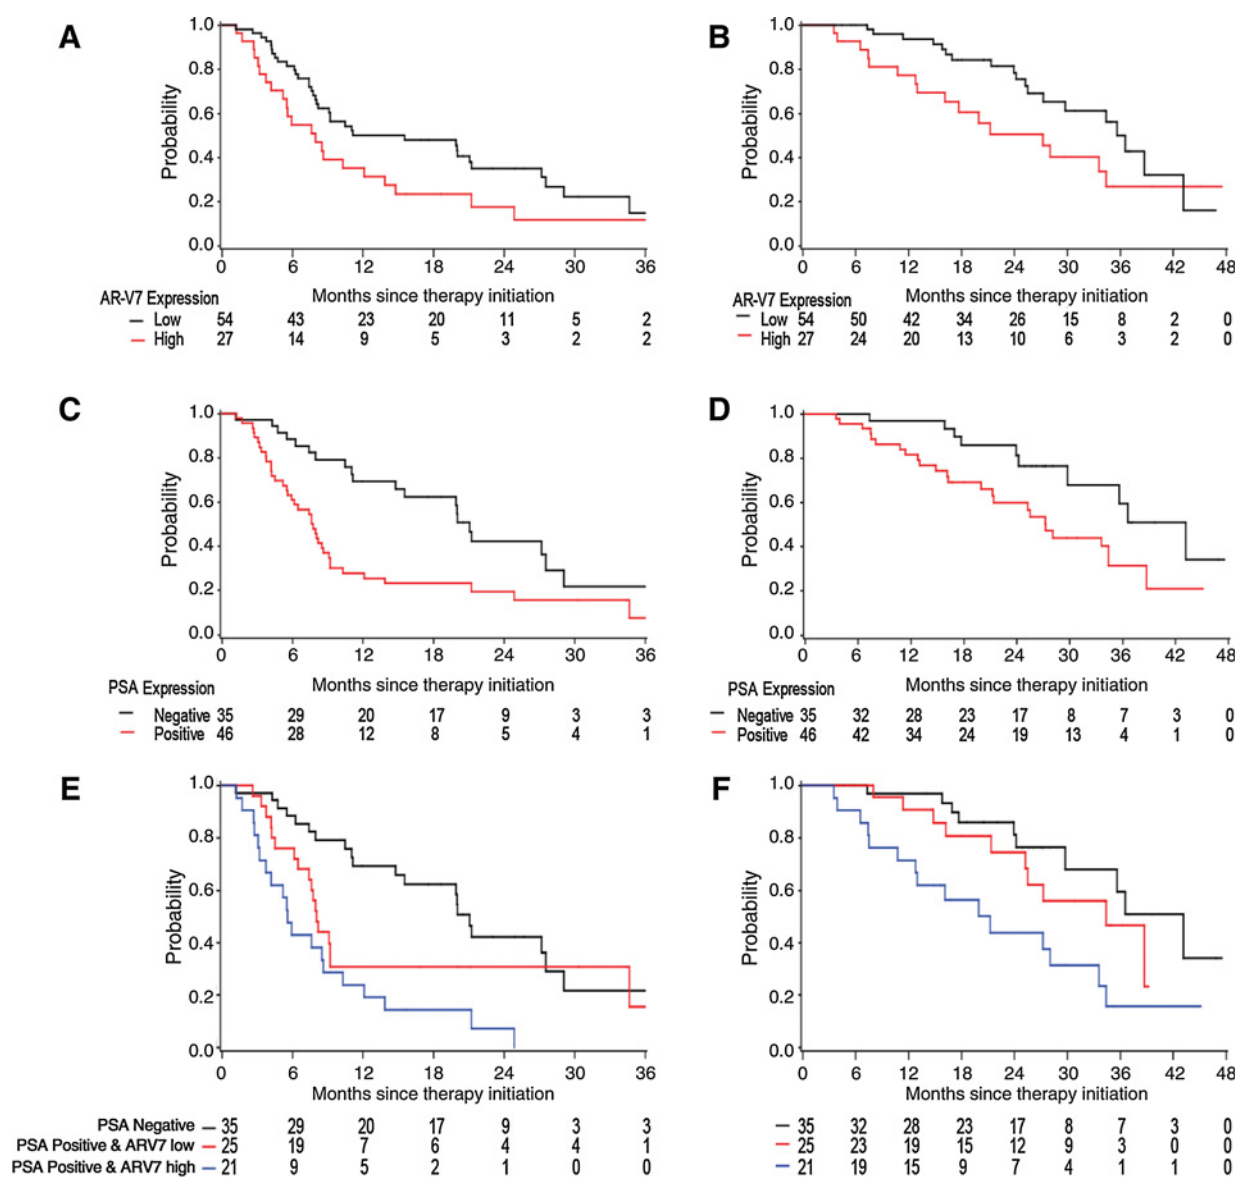 A
Probability
1.0
0.8
0.6
0.4
0.2
0.0
0 6 12 18 24 30 36
Months since therapy initiation
AR-V7 Expression
Low 54 43 23 20 11 5 2
High 27 14 9 5 3 2 2
B
Probability
1.0
0.8
0.6
0.4
0.2
0.0
0 6 12 18 24 30 36 42 48
Months since therapy initiation
AR-V7 Expression
Low 54 50 42 34 26 15 8 2 0
High 27 24 20 13 10 6 3 2 0
C
Probability
1.0
0.8
0.6
0.4
0.2
0.0
0 6 12 18 24 30 36
Months since therapy initiation
PSA Expression
Negative 35 29 20 17 9 3 3
Positive 46 28 12 8 5 4 1
D
Probability
1.0
0.8
0.6
0.4
0.2
0.0
0 6 12 18 24 30 36 42 48
Months since therapy initiation
PSA Expression
Negative 35 32 28 23 17 8 7 3 0
Positive 46 42 34 24 19 13 4 1 0
E
Probability
1.0
0.8
0.6
0.4
0.2
0.0
0 6 12 18 24 30 36
Months since therapy initiation
PSA Negative 35 29 20 17 9 3 3
PSA Positive & ARV7 low 25 19 7 6 4 4 1
PSA Positive & ARV7 high 21 9 5 2 1 0 0
F
Probability
1.0
0.8
0.6
0.4
0.2
0.0
0 6 12 18 24 30 36 42 48
Months since therapy initiation
35 32 28 23 17 8 7 3 0
25 23 19 15 12 9 3 0 0
21 19 15 9 7 4 1 1 0